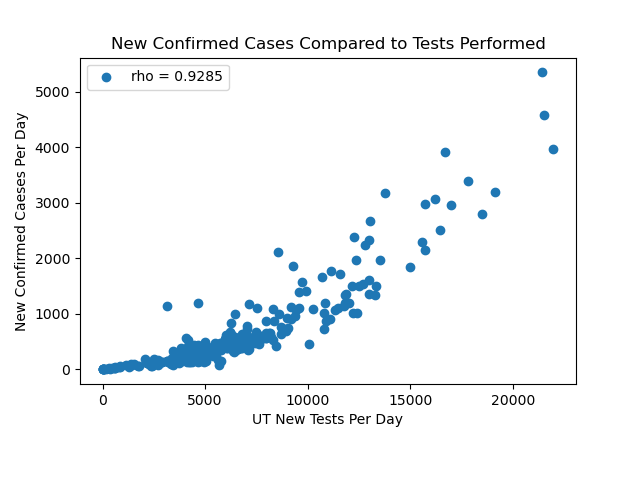 New Confirmed Cases Compared to Tests Performed
rho = 0.9285
New Confirmed Caeses Per Day
5000
4000
3000
2000
1000
0
0 5000 10000 15000 20000
UT New Tests Per Day